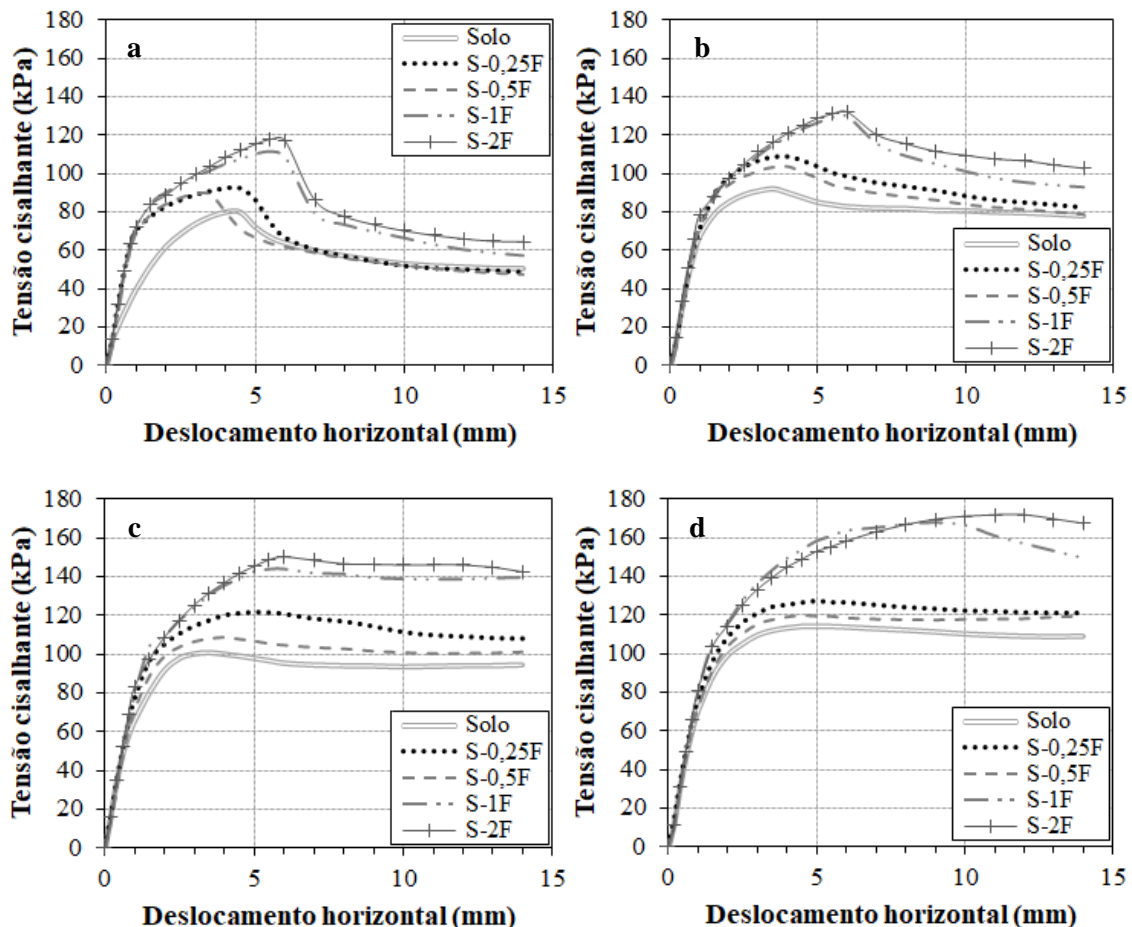 a
Tensão cisalhante (kPa)
180
160
140
120
100
80
60
40
20
0
0
5
10
15
Deslocamento horizontal (mm)
Solo
S-0,25F
S-0,5F
S-1F
S-2F
b
Tensão cisalhante (kPa)
180
160
140
120
100
80
60
40
20
0
0
5
10
15
Deslocamento horizontal (mm)
Solo
S-0,25F
S-0,5F
S-1F
S-2F
c
Tensão cisalhante (kPa)
180
160
140
120
100
80
60
40
20
0
0
5
10
15
Deslocamento horizontal (mm)
Solo
S-0,25F
S-0,5F
S-1F
S-2F
d
Tensão cisalhante (kPa)
180
160
140
120
100
80
60
40
20
0
0
5
10
15
Deslocamento horizontal (mm)
Solo
S-0,25F
S-0,5F
S-1F
S-2F